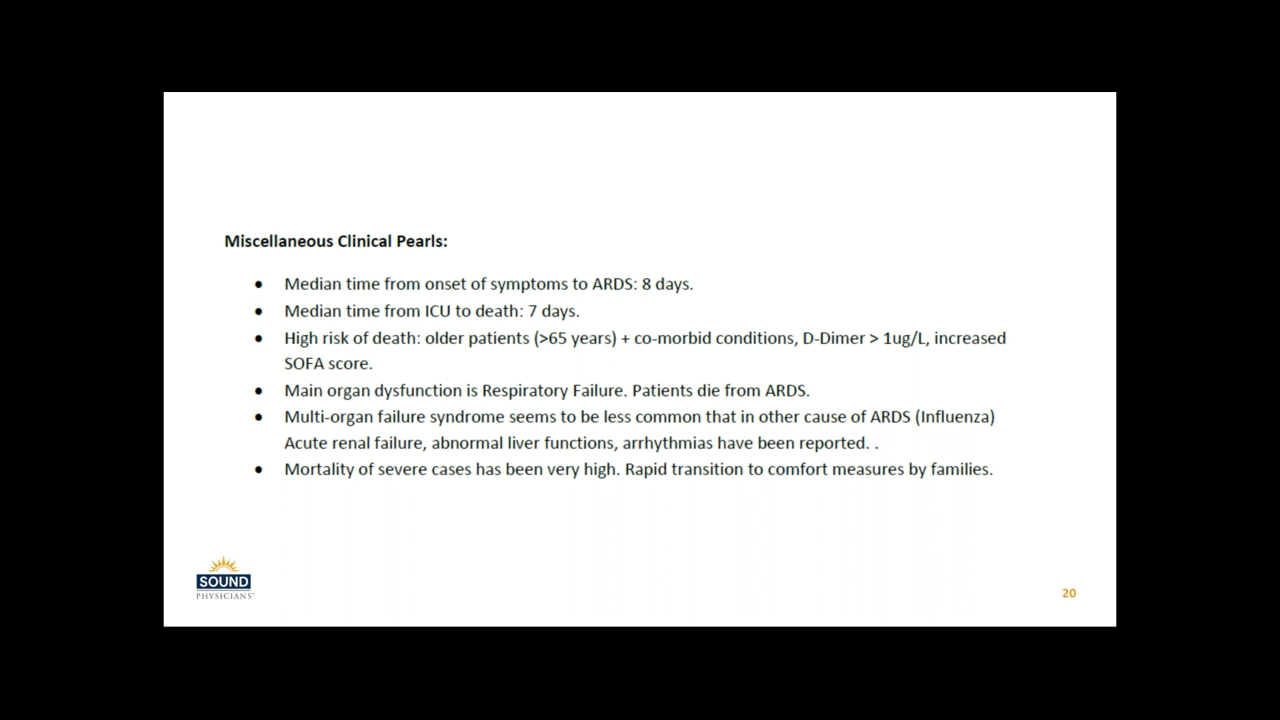 Miscellaneous Clinical Pearls:
● Median time from onset of symptoms to ARDS: 8 days.
● Median time from ICU to death: 7 days.
● High risk of death: older patients (>65 years) + co-morbid conditions, D-Dimer > 1ug/L, increased
SOFA score.
● Main organ dysfunction is Respiratory Failure. Patients die from ARDS.
● Multi-organ failure syndrome seems to be less common that in other cause of ARDS (Influenza)
Acute renal failure, abnormal liver functions, arrhythmias have been reported. .
● Mortality of severe cases has been very high. Rapid transition to comfort measures by families.
SOUND
PHYSICIANS®
20